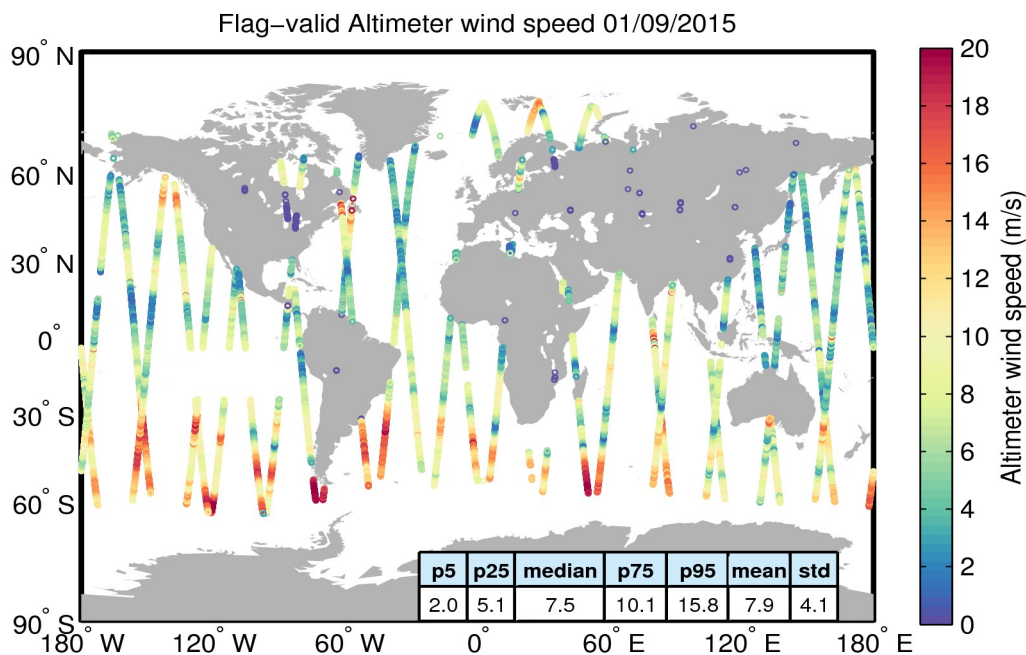 Flag−valid Altimeter wind speed 01/09/2015
90° N
60° N
30° N
0°
30° S
60° S
90° S
180° W
120° W
60° W
0°
60° E
120° E
180° E
p5 p25 median p75 p95 mean std
2.0 5.1 7.5 10.1 15.8 7.9 4.1
20
18
16
14
12
10
8
6
4
2
0
Altimeter wind speed (m/s)